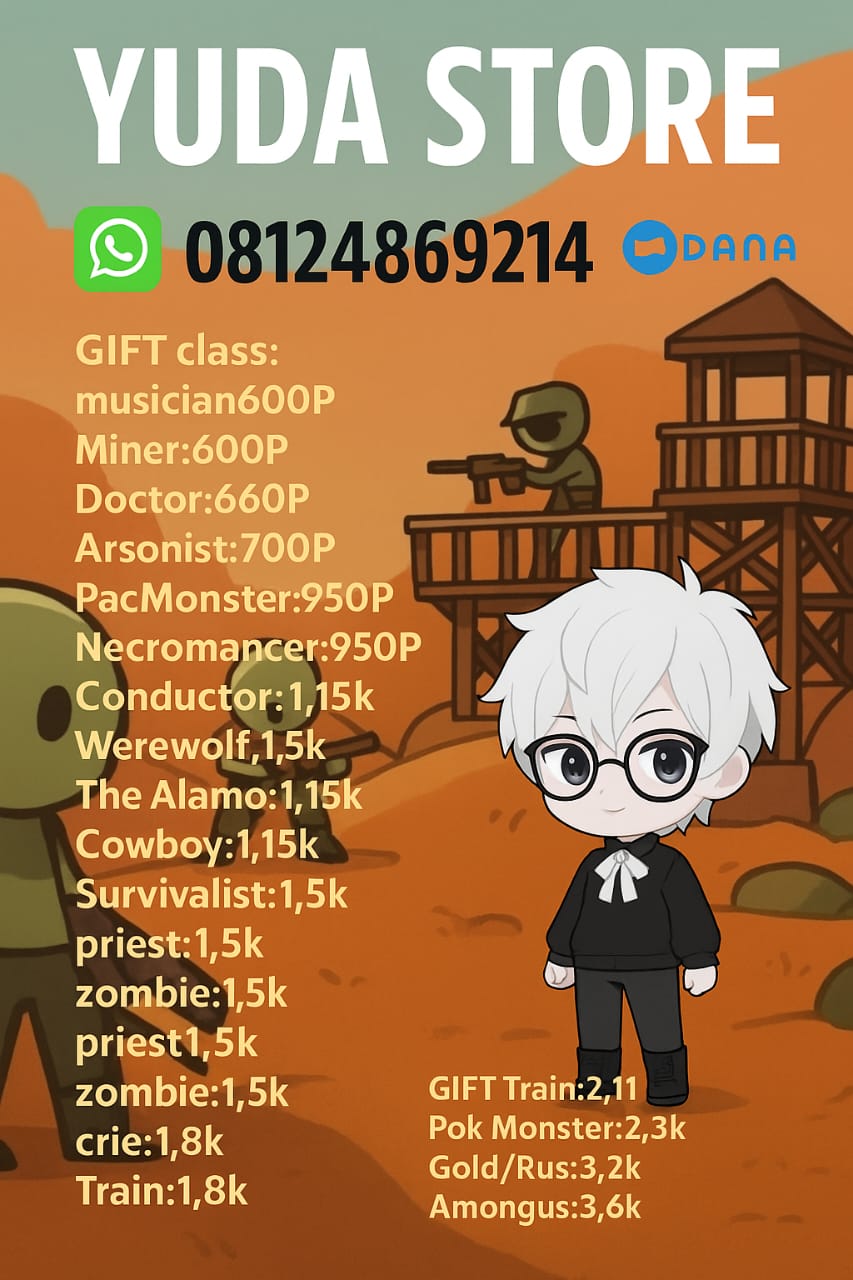 YUDA STORE
08124869214 DANA
GIFT class:
musician600P
Miner:600P
Doctor:660P
Arsonist:700P
PacMonster:950P
Necromancer:950P
Conductor:1,15k
Werewolf,1,5k
The Alamo:1,15k
Cowboy:1,15k
Survivalist:1,5k
priest:1,5k
zombie:1,5k
priest1,5k
zombie:1,5k
crie:1,8k
Train:1,8k
GIFT Train:2,11
Pok Monster:2,3k
Gold/Rus:3,2k
Amongus:3,6k